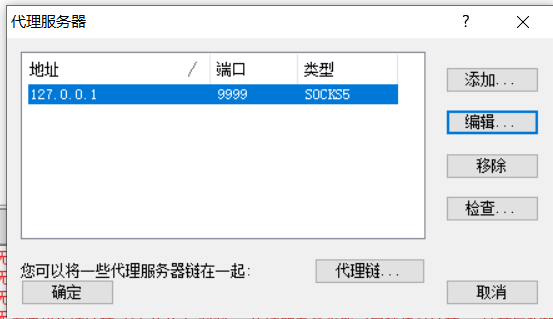 代理服务器
地址 端口 类型
127.0.0.1 9999 SOCKS5
添加...
编辑...
移除
检查...
您可以将一些代理服务器链在一起:
代理链...
确定
取消